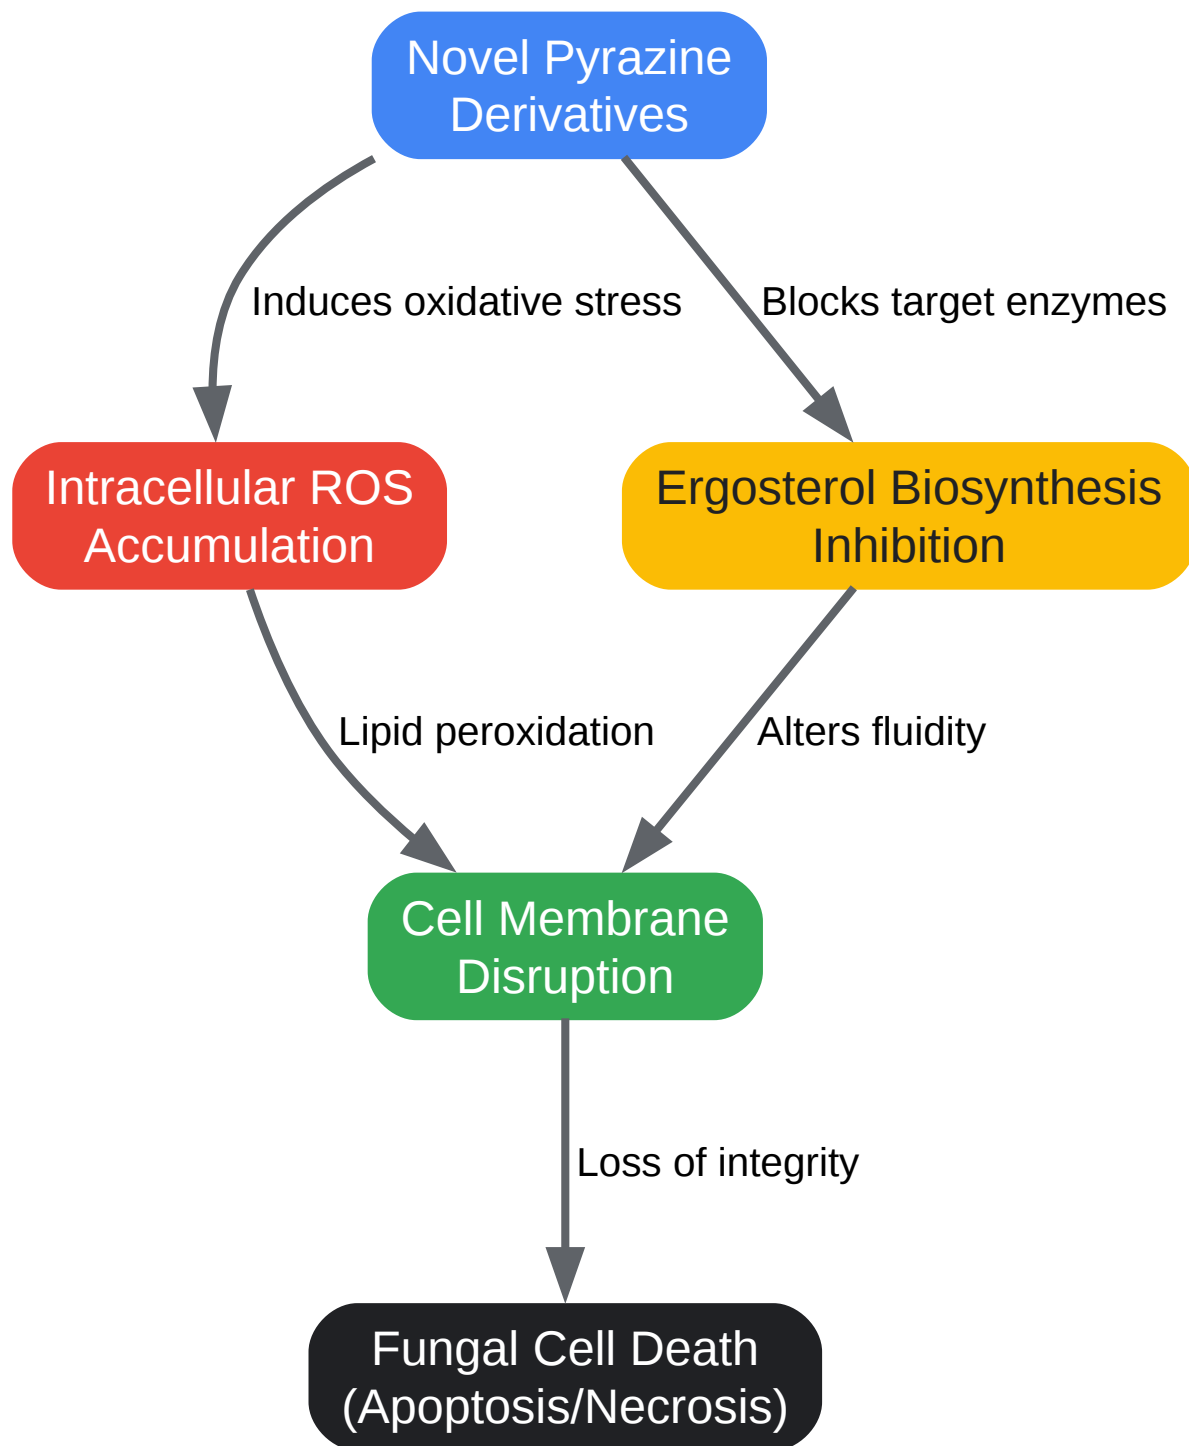 Novel Pyrazine
Derivatives
Induces oxidative stress
Blocks target enzymes
Intracellular ROS
Accumulation
Ergosterol Biosynthesis
Inhibition
Lipid peroxidation
Alters fluidity
Cell Membrane
Disruption
Loss of integrity
Fungal Cell Death
(Apoptosis/Necrosis)